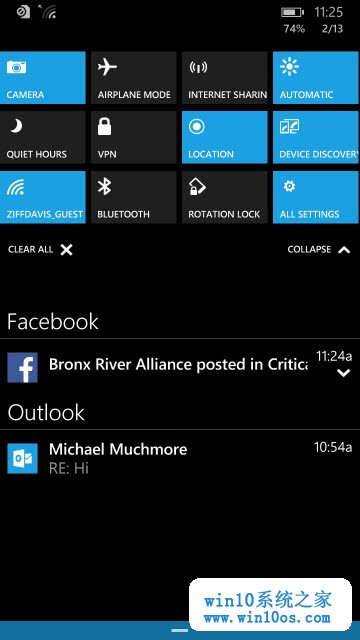 11:25
74% 2/13
CAMERA AIRPLANE MODE INTERNET SHARIN AUTOMATIC
QUIET HOURS VPN LOCATION DEVICE DISCOVERY
ZIFFDAVIS_GUEST BLUETOOTH ROTATION LOCK ALL SETTINGS
CLEAR ALL COLLAPSE
Facebook
11:24a
Bronx River Alliance posted in Critica
Outlook
Michael Muchmore 10:54a
RE: Hi
win10系统之家
www.win10os.com